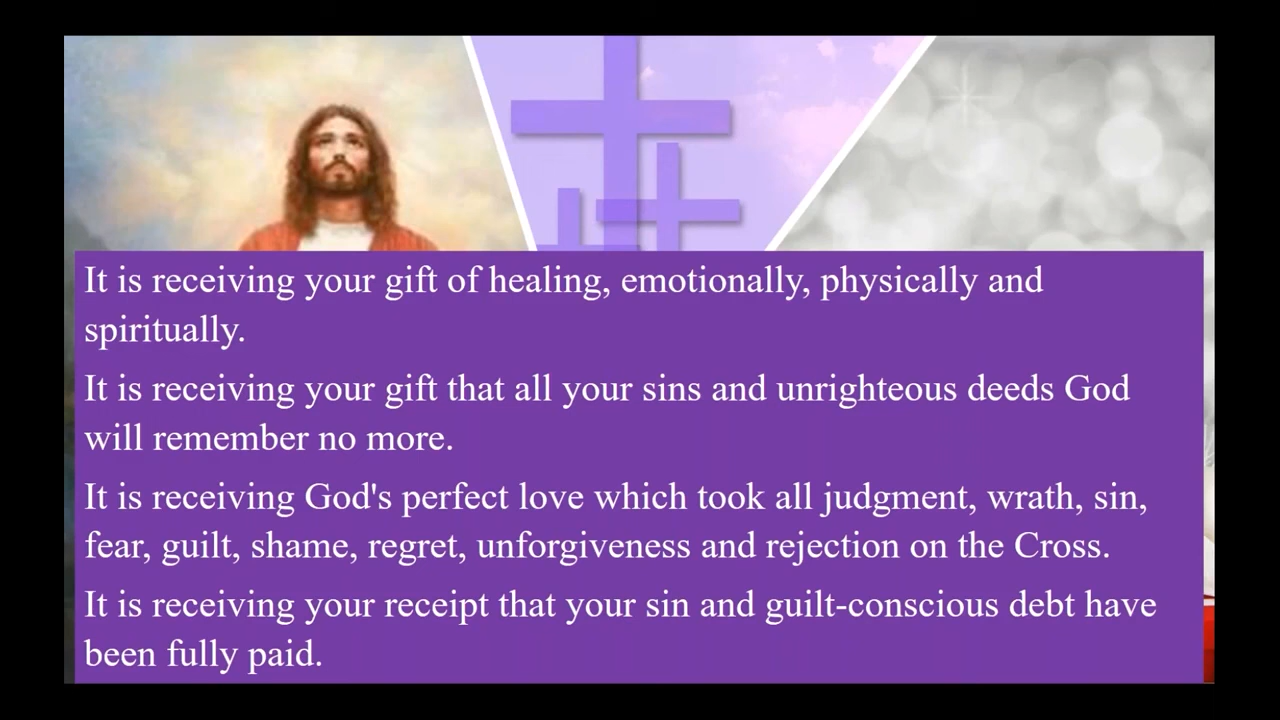 It is receiving your gift of healing, emotionally, physically and
spiritually.
It is receiving your gift that all your sins and unrighteous deeds God
will remember no more.
It is receiving God's perfect love which took all judgment, wrath, sin,
fear, guilt, shame, regret, unforgiveness and rejection on the Cross.
It is receiving your receipt that your sin and guilt-conscious debt have
been fully paid.